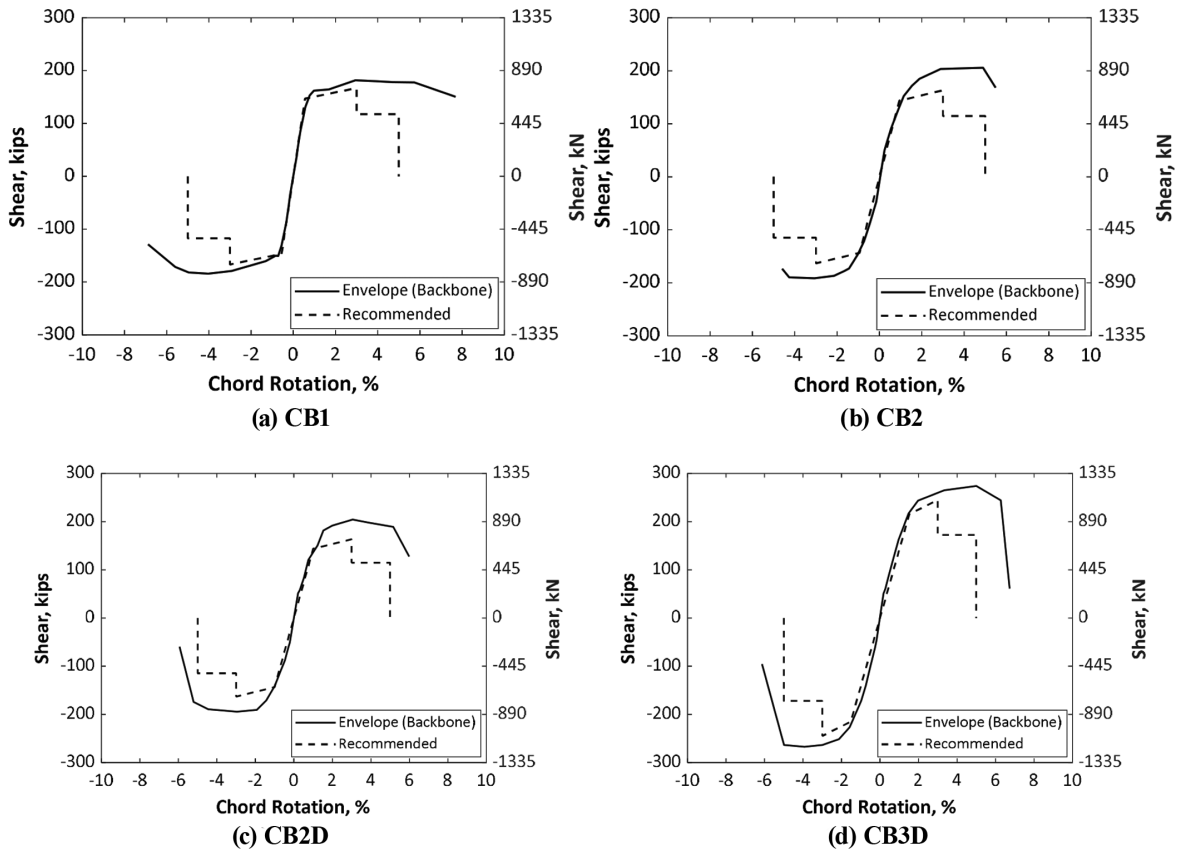 300
200
100
0
-100
-200
-300
1335
890
445
0
-445
-890
-1335
-10 -8 -6 -4 -2 0 2 4 6 8 10
Shear, kips
Shear, kN
Chord Rotation, %
Envelope (Backbone)
Recommended
(a) CB1
300
200
100
0
-100
-200
-300
1335
890
445
0
-445
-890
-1335
-10 -8 -6 -4 -2 0 2 4 6 8 10
Shear, kips
Shear, kN
Chord Rotation, %
Envelope (Backbone)
Recommended
(b) CB2
300
200
100
0
-100
-200
-300
1335
890
445
0
-445
-890
-1335
-10 -8 -6 -4 -2 0 2 4 6 8 10
Shear, kips
Shear, kN
Chord Rotation, %
Envelope (Backbone)
Recommended
(c) CB2D
300
200
100
0
-100
-200
-300
1335
890
445
0
-445
-890
-1335
-10 -8 -6 -4 -2 0 2 4 6 8 10
Shear, kips
Shear, kN
Chord Rotation, %
Envelope (Backbone)
Recommended
(d) CB3D